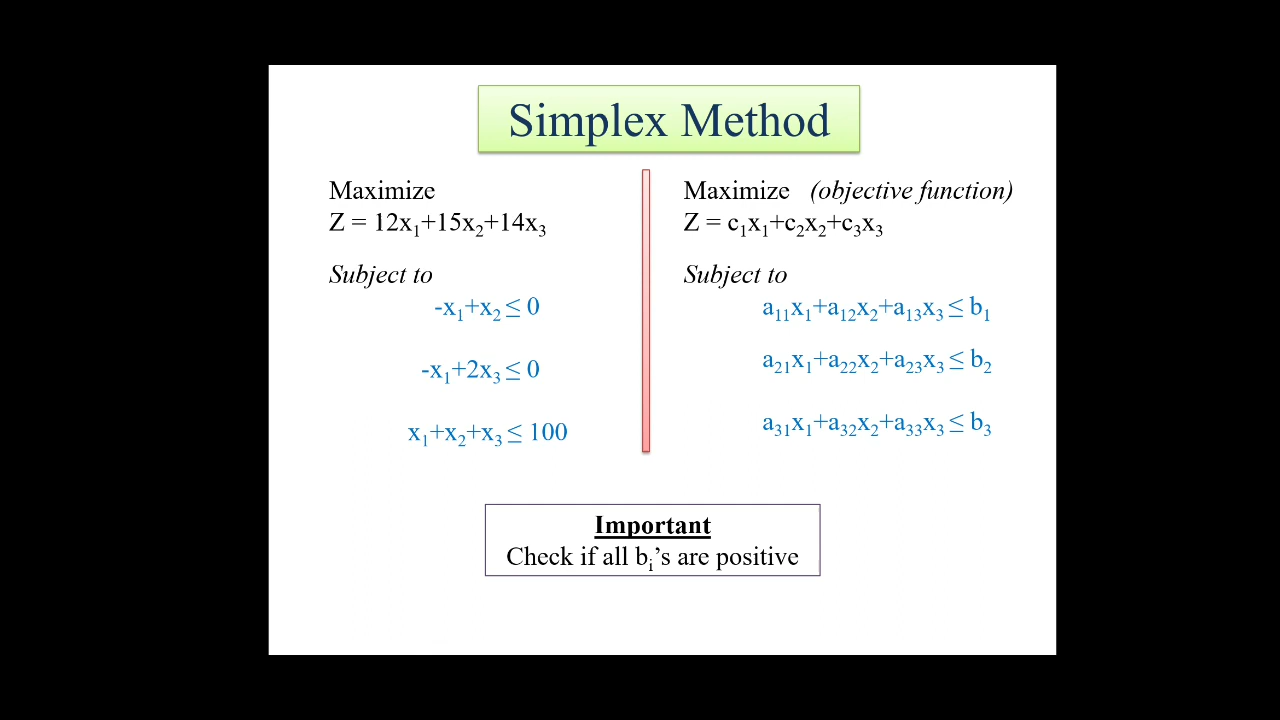 Simplex Method
Maximize
Z = 12x₁+15x₂+14x₃
Subject to
-x₁+x₂ ≤ 0
-x₁+2x₃ ≤ 0
x₁+x₂+x₃ ≤ 100
Maximize (objective function)
Z = c₁x₁+c₂x₂+c₃x₃
Subject to
a₁₁x₁+a₁₂x₂+a₁₃x₃ ≤ b₁
a₂₁x₁+a₂₂x₂+a₂₃x₃ ≤ b₂
a₃₁x₁+a₃₂x₂+a₃₃x₃ ≤ b₃
Important
Check if all bᵢ’s are positive